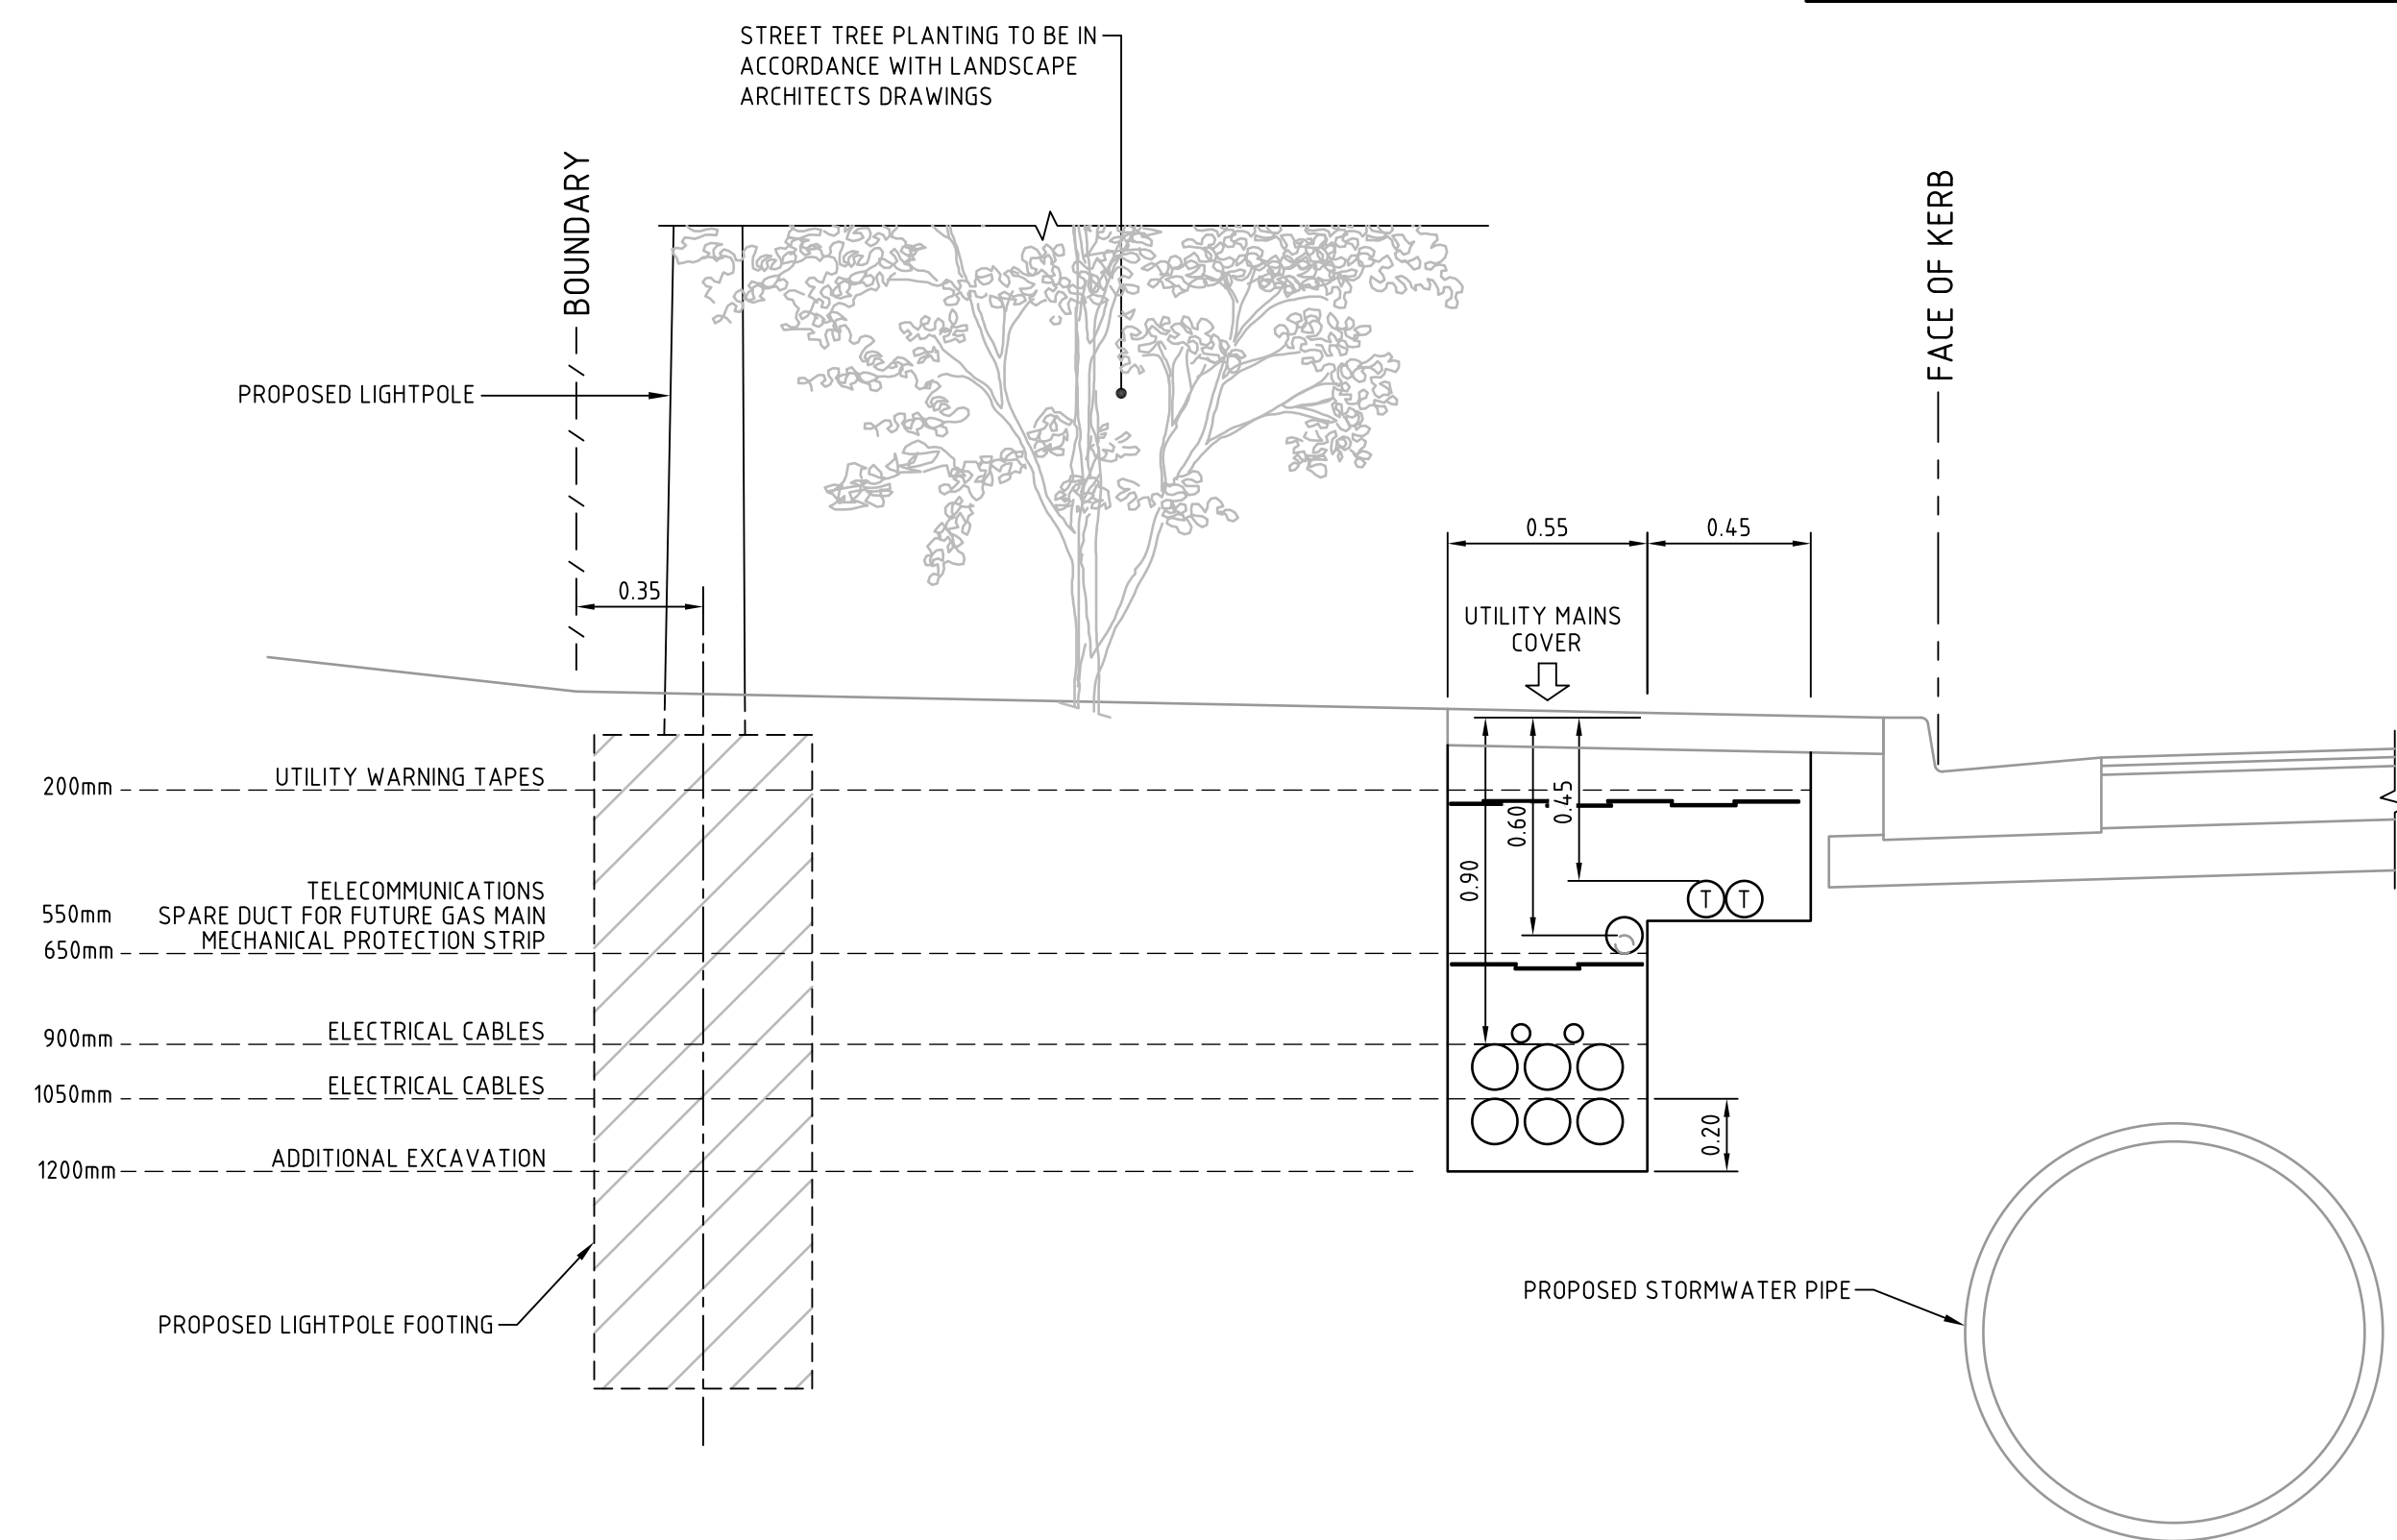 STREET TREE PLANTING TO BE IN
ACCORDANCE WITH LANDSCAPE
ARCHITECTS DRAWINGS
BOUNDARY
FACE OF KERB
PROPOSED LIGHTPOLE
0.55
0.45
0.35
UTILITY MAINS
COVER
200mm
UTILITY WARNING TAPES
0.45
0.60
0.90
TELECOMMUNICATIONS
550mm
SPARE DUCT FOR FUTURE GAS MAIN
650mm
MECHANICAL PROTECTION STRIP
T
T
900mm
ELECTRICAL CABLES
1050mm
ELECTRICAL CABLES
0.20
1200mm
ADDITIONAL EXCAVATION
PROPOSED STORMWATER PIPE
PROPOSED LIGHTPOLE FOOTING